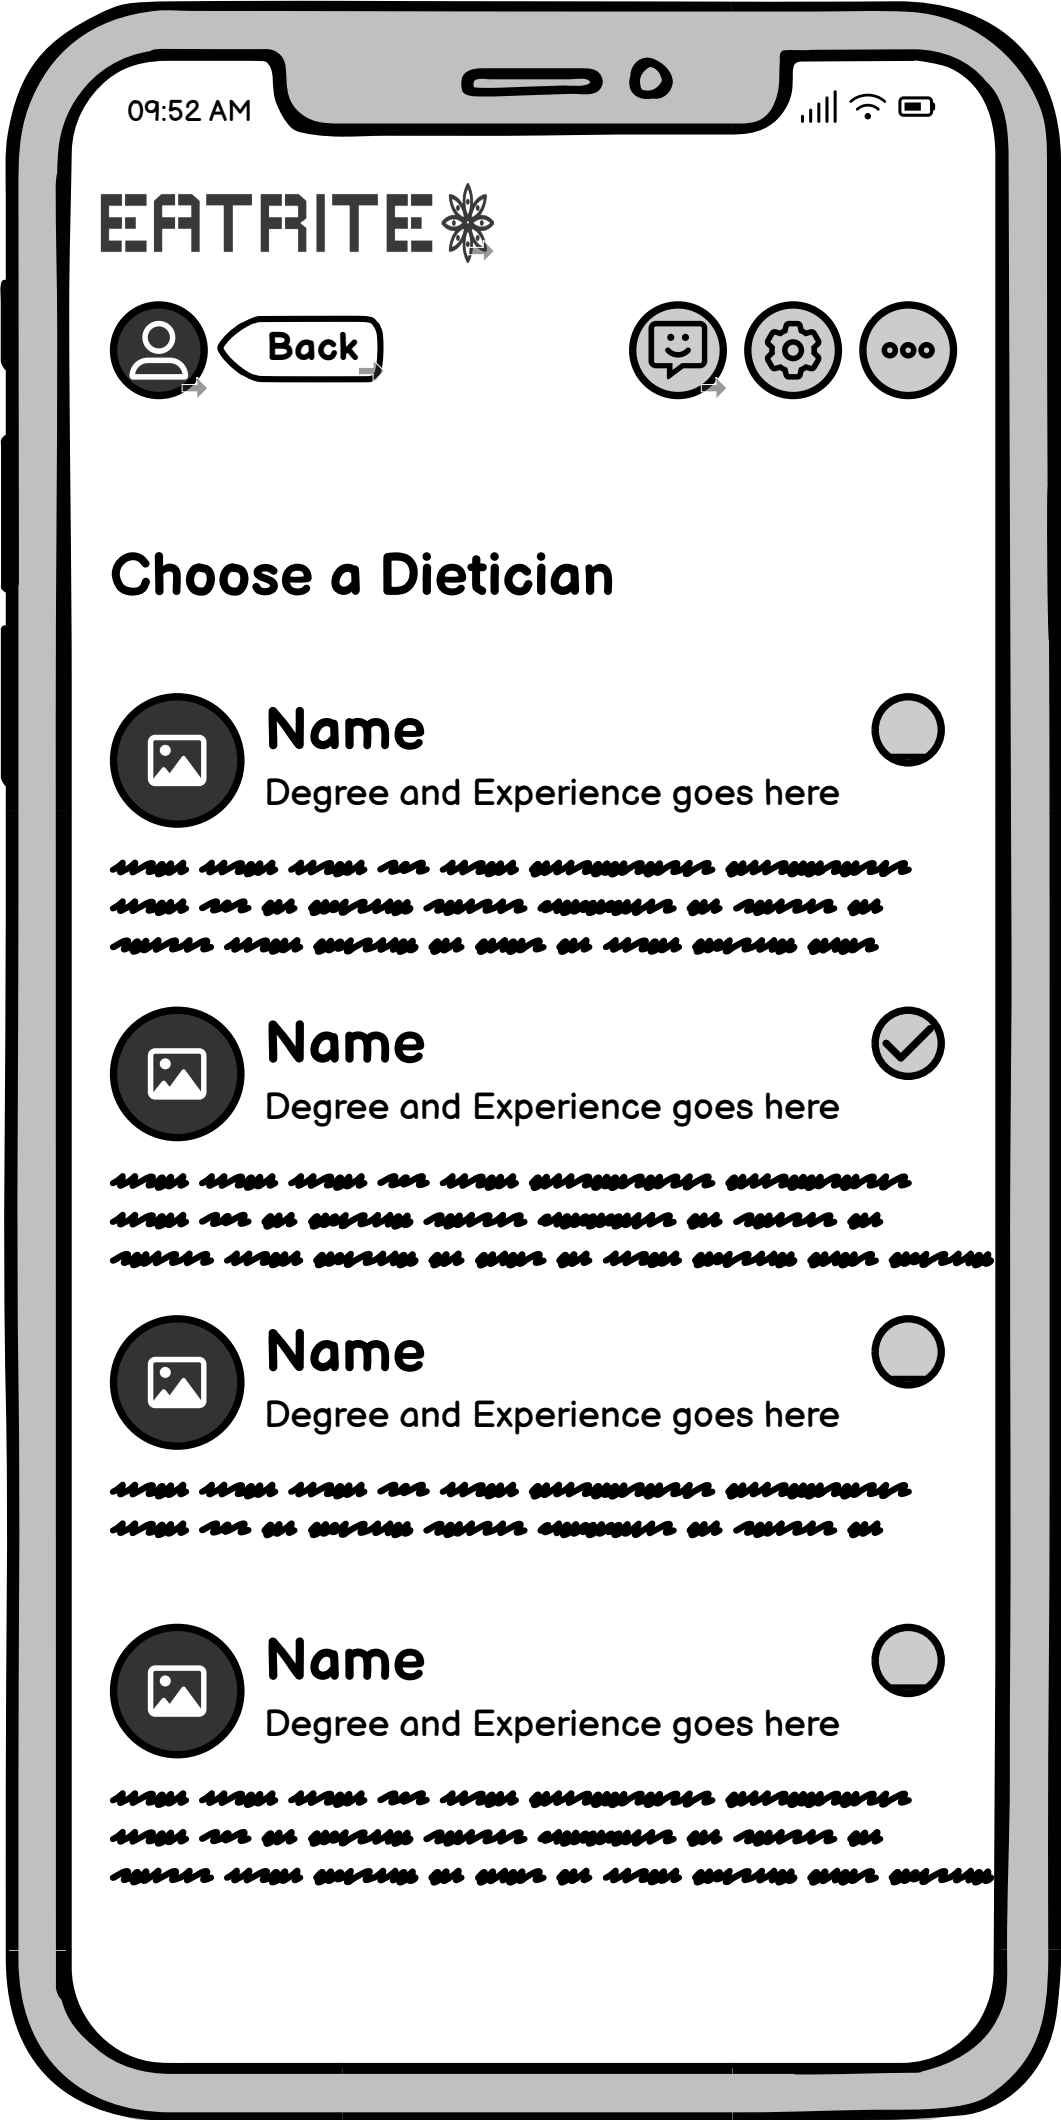 09:52 AM
EATRITE
Back
Choose a Dietician
Name
Degree and Experience goes here
Name
Degree and Experience goes here
Name
Degree and Experience goes here
Name
Degree and Experience goes here